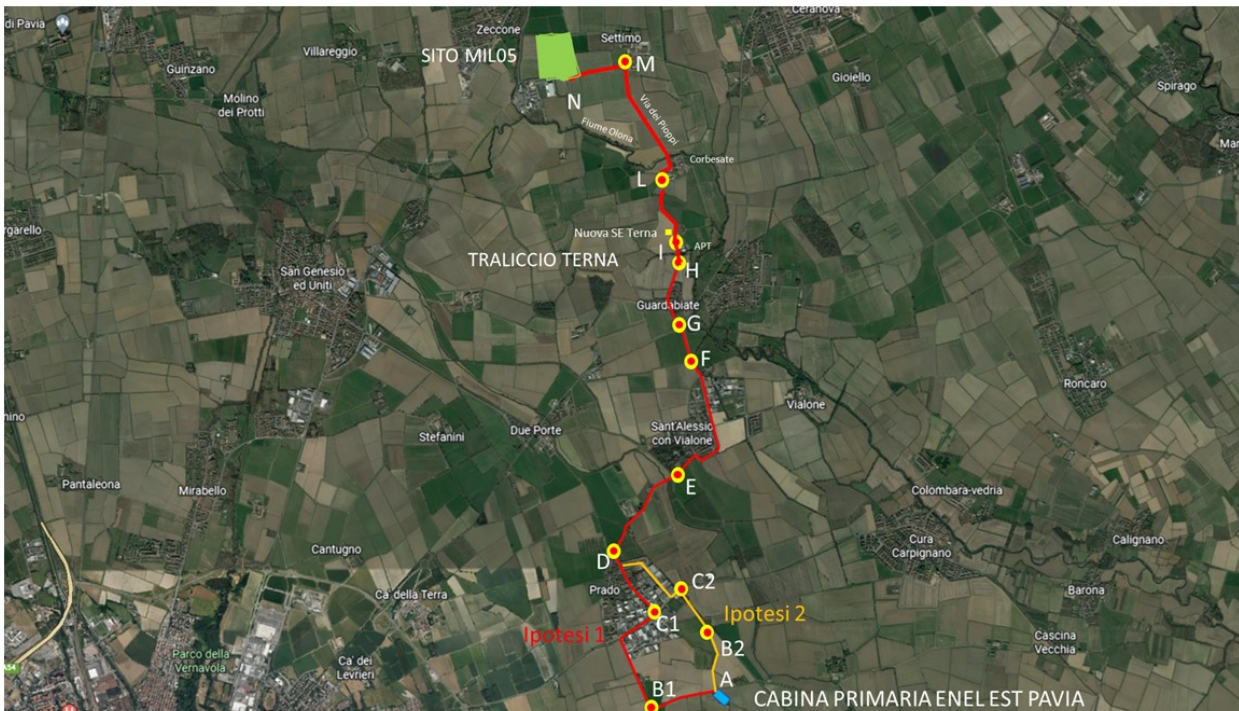 di Pavia
Zeccone
Settimo
Ceranova
SITO MIL05
M
Villareggio
Guinzano
Gioiello
Spirago
N
Molino
dei Protti
Via dei Pioppi
Fiume Olona
Corbesate
L
Nuova SE Terna
APT
I
TRALICCIO TERNA
H
San Genesio
ed Uniti
Guardabiate
G
F
Roncaro
Vialone
Sant'Alessio
con Vialone
Stefanini
Due Porte
E
Pantaleona
Mirabello
Colombara-vedria
Cura
Carpignano
Calignano
Cantugno
D
Prado
C2
Barona
Ca' della Terra
C1
Ipotesi 1
Ipotesi 2
B2
Cascina
Vecchia
Parco della
Vernavola
Ca' dei
Levrieri
A54
A
B1
CABINA PRIMARIA ENEL EST PAVIA